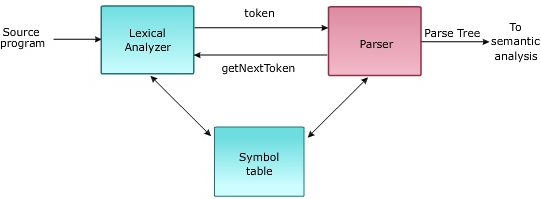 Source
program
Lexical
Analyzer
token
getNextToken
Parser
Parse Tree
To
semantic
analysis
Symbol
table